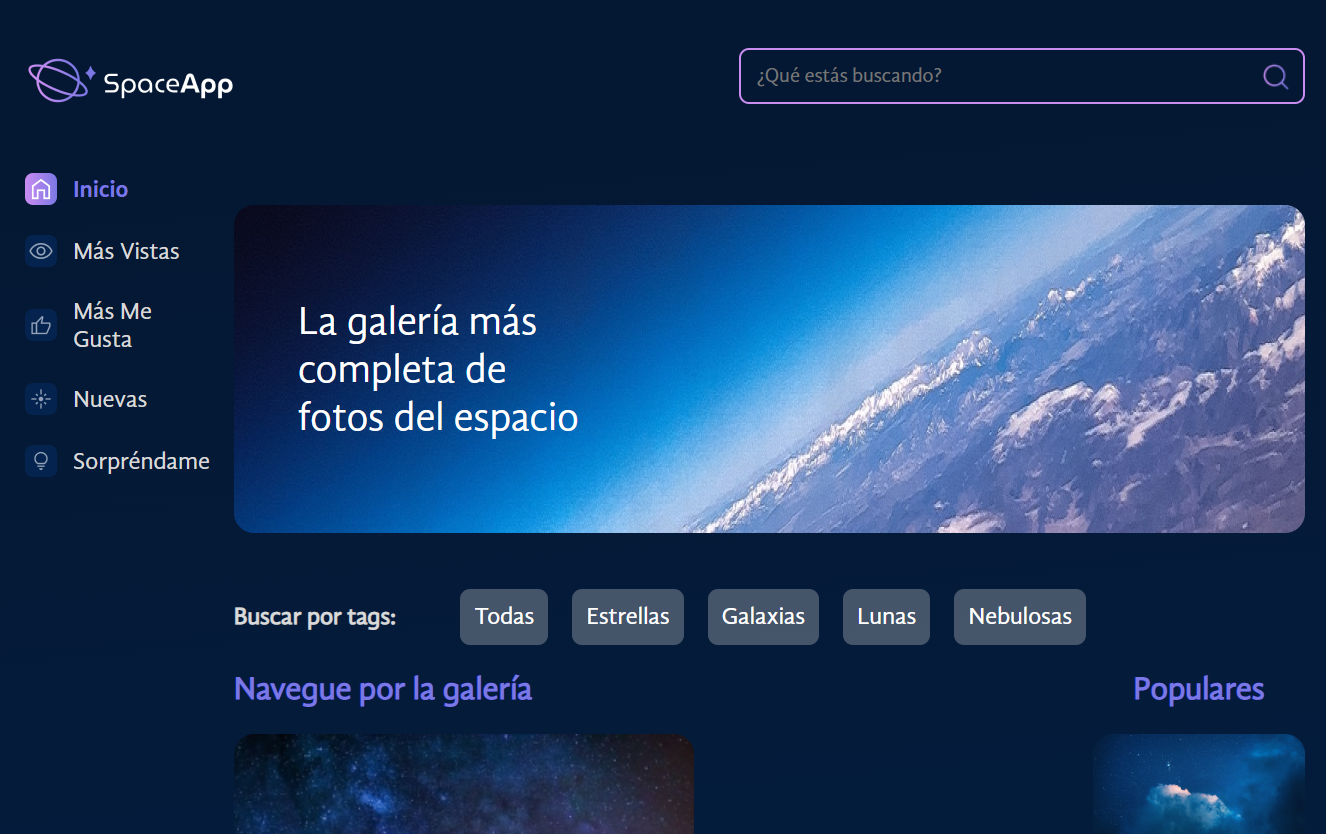 SpaceApp
¿Qué estás buscando?
Inicio
Más Vistas
Más Me
Gusta
Nuevas
Sorpréndame
La galería más
completa de
fotos del espacio
Buscar por tags:
Todas
Estrellas
Galaxias
Lunas
Nebulosas
Navegue por la galería
Populares